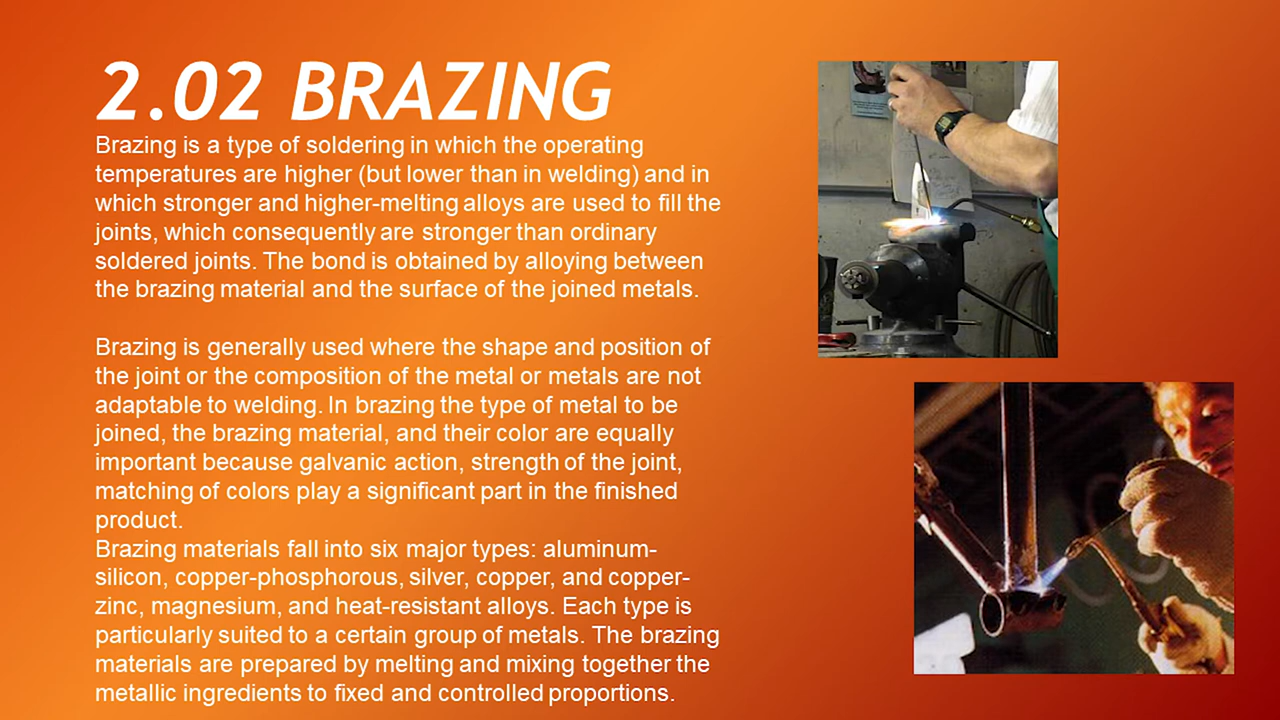 2.02 BRAZING
Brazing is a type of soldering in which the operating
temperatures are higher (but lower than in welding) and in
which stronger and higher-melting alloys are used to fill the
joints, which consequently are stronger than ordinary
soldered joints. The bond is obtained by alloying between
the brazing material and the surface of the joined metals.
Brazing is generally used where the shape and position of
the joint or the composition of the metal or metals are not
adaptable to welding. In brazing the type of metal to be
joined, the brazing material, and their color are equally
important because galvanic action, strength of the joint,
matching of colors play a significant part in the finished
product.
Brazing materials fall into six major types: aluminum-
silicon, copper-phosphorous, silver, copper, and copper-
zinc, magnesium, and heat-resistant alloys. Each type is
particularly suited to a certain group of metals. The brazing
materials are prepared by melting and mixing together the
metallic ingredients to fixed and controlled proportions.